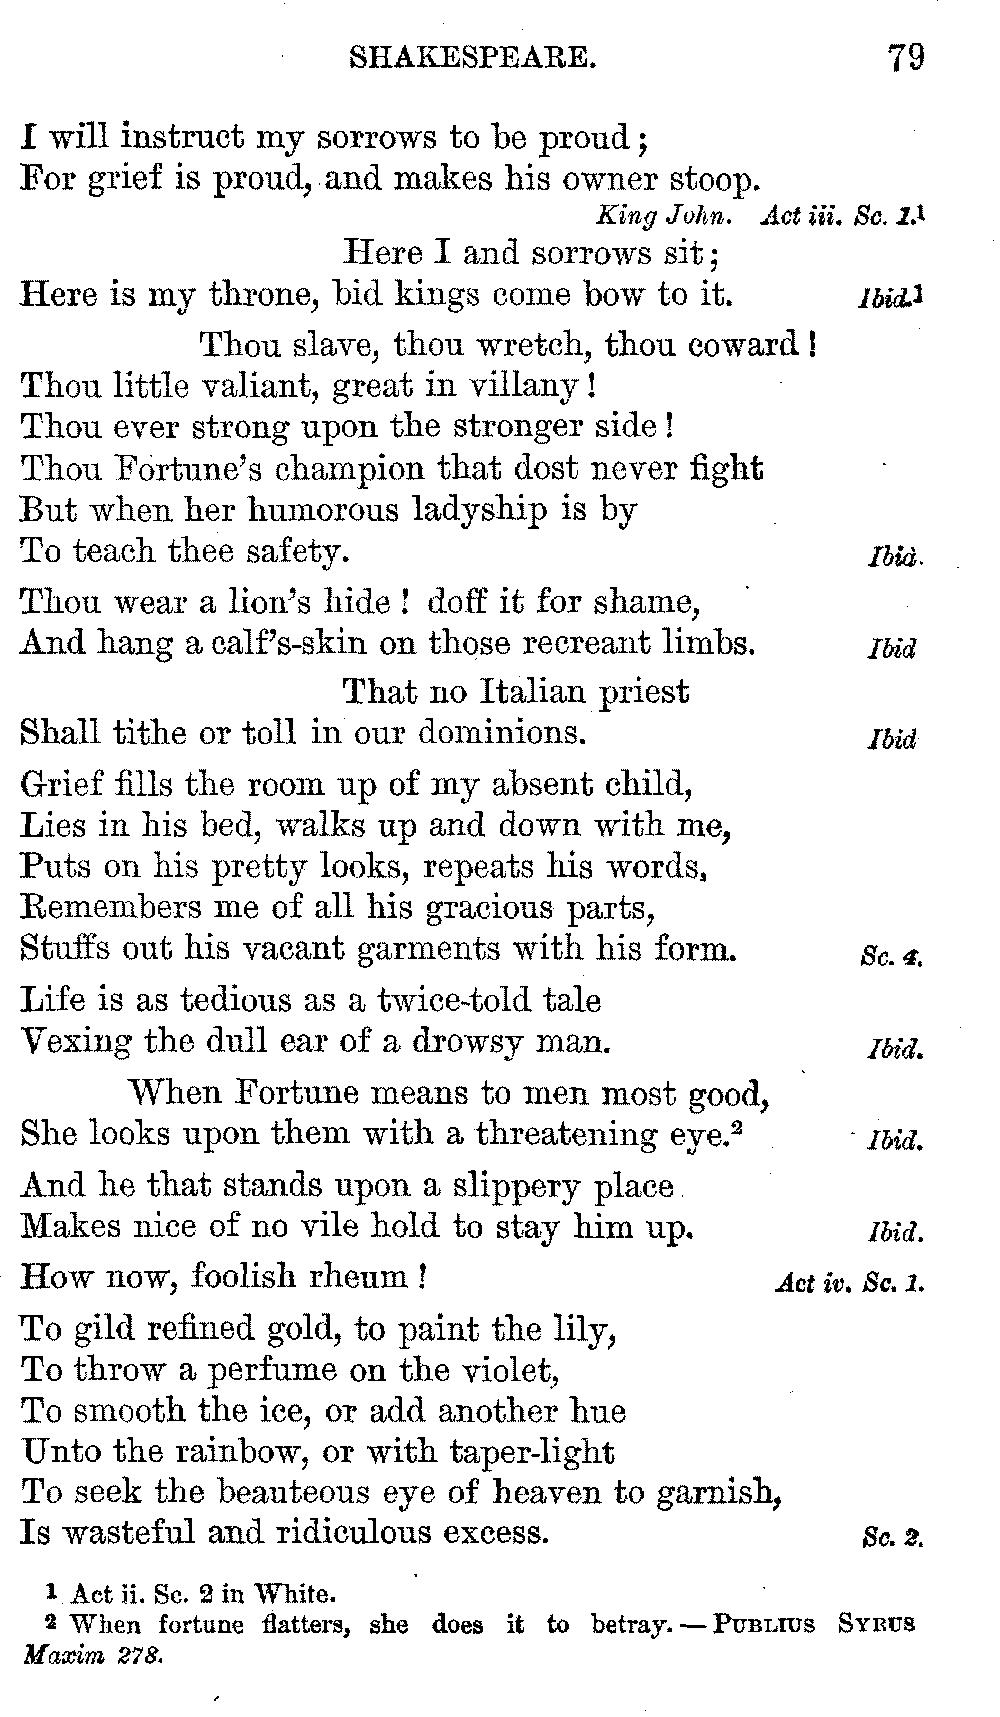 SHAKESPEARE. 79
I will instruct my sorrows to be proud;
For grief is proud, and makes his owner stoop.
King John. Act iii. Sc. 1.¹
Here I and sorrows sit;
Here is my throne, bid kings come bow to it. Ibid.¹
Thou slave, thou wretch, thou coward!
Thou little valiant, great in villany!
Thou ever strong upon the stronger side!
Thou Fortune's champion that dost never fight
But when her humorous ladyship is by
To teach thee safety. Ibid.
Thou wear a lion's hide! doff it for shame,
And hang a calf's-skin on those recreant limbs. Ibid
That no Italian priest
Shall tithe or toll in our dominions. Ibid
Grief fills the room up of my absent child,
Lies in his bed, walks up and down with me,
Puts on his pretty looks, repeats his words,
Remembers me of all his gracious parts,
Stuffs out his vacant garments with his form. Sc. 4.
Life is as tedious as a twice-told tale
Vexing the dull ear of a drowsy man. Ibid.
When Fortune means to men most good,
She looks upon them with a threatening eye.² Ibid.
And he that stands upon a slippery place
Makes nice of no vile hold to stay him up. Ibid.
How now, foolish rheum! Act iv. Sc. 1.
To gild refined gold, to paint the lily,
To throw a perfume on the violet,
To smooth the ice, or add another hue
Unto the rainbow, or with taper-light
To seek the beauteous eye of heaven to garnish,
Is wasteful and ridiculous excess. Sc. 2.
1 Act ii. Sc. 2 in White.
2 When fortune flatters, she does it to betray. — PUBLIUS SYRUS
Maxim 278.